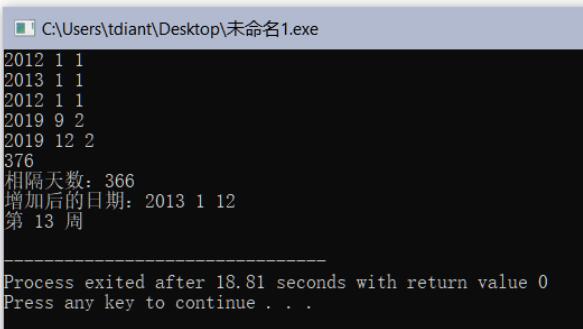 C:\Users\tdiant\Desktop\未命名1.exe
2012 1 1
2013 1 1
2012 1 1
2019 9 2
2019 12 2
376
相隔天数：366
增加后的日期：2013 1 12
第 13 周
--------------------------------
Process exited after 18.81 seconds with return value 0
Press any key to continue . . .